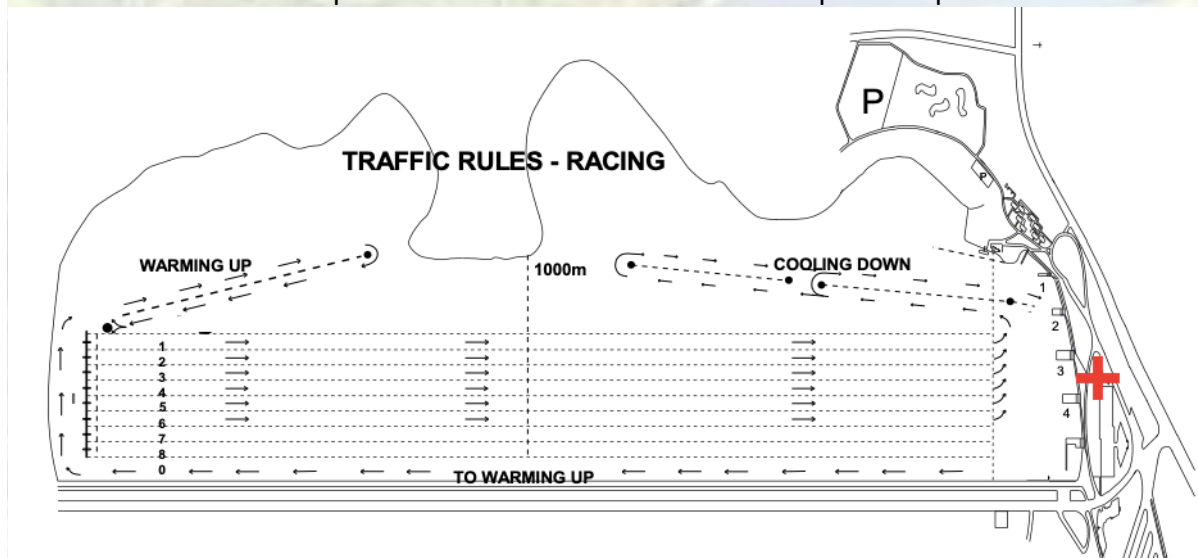 P
TRAFFIC RULES - RACING
P
WARMING UP
1000m
COOLING DOWN
1
2
3
4
1
2
3
4
5
6
7
8
0
TO WARMING UP